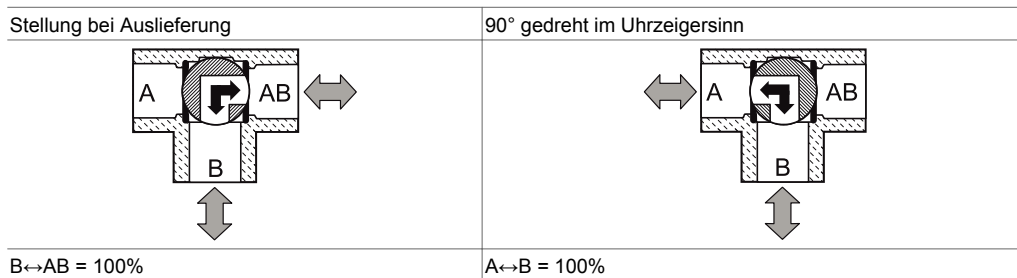 Stellung bei Auslieferung
90° gedreht im Uhrzeigersinn
A AB
B
A AB
B
B↔AB = 100%
A↔B = 100%